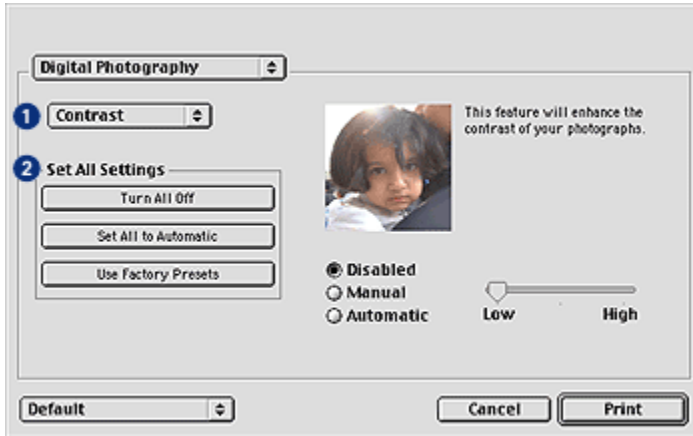 Digital Photography
1
Contrast
This feature will enhance the
contrast of your photographs.
2
Set All Settings
Turn All Off
Set All to Automatic
Use Factory Presets
Disabled
Manual
Automatic
Low
High
Default
Cancel
Print